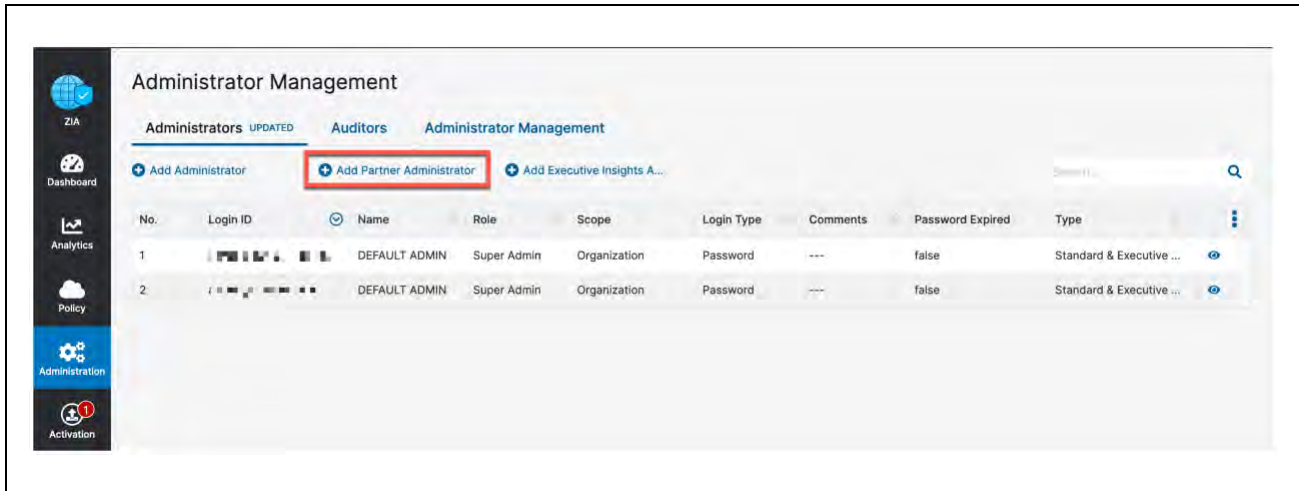 Administrator Management
ZIA
Administrators UPDATED Auditors Administrator Management
Dashboard
Add Administrator Add Partner Administrator Add Executive Insights A...
Search...
Analytics
No. Login ID Name Role Scope Login Type Comments Password Expired Type
1 DEFAULT ADMIN Super Admin Organization Password --- false Standard & Executive ...
2 DEFAULT ADMIN Super Admin Organization Password --- false Standard & Executive ...
Policy
Administration
1
Activation